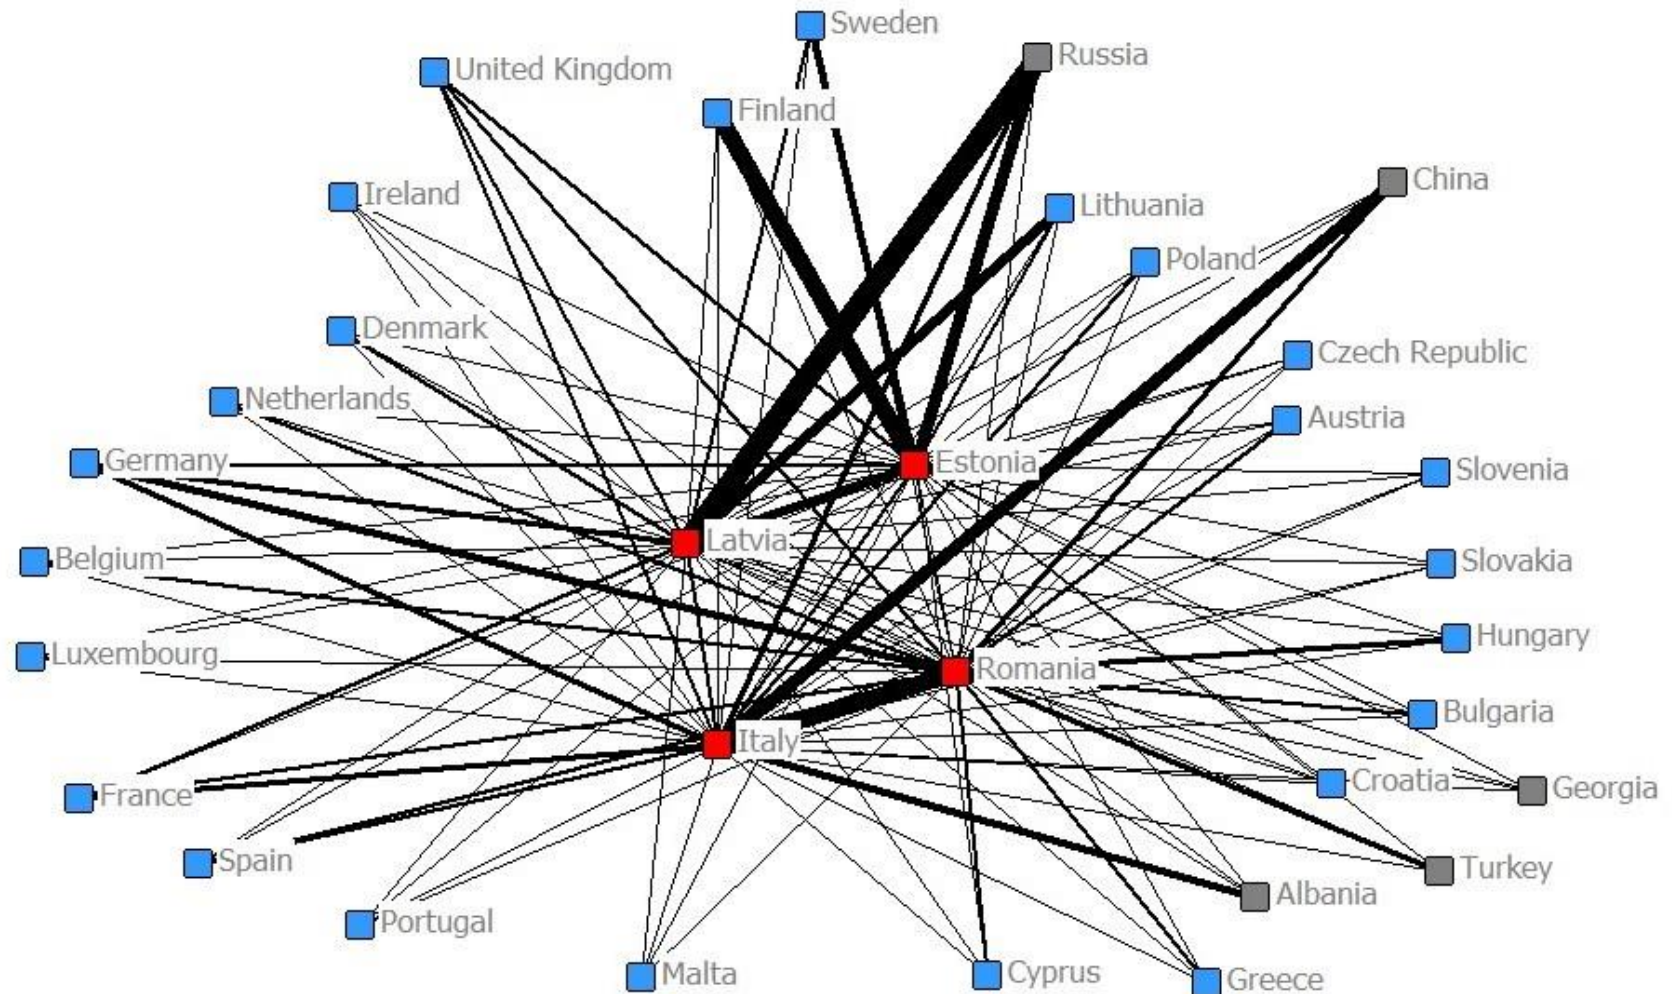 Sweden
Russia
United Kingdom
Finland
China
Ireland
Lithuania
Poland
Denmark
Czech Republic
Netherlands
Austria
Germany
Estonia
Slovenia
Latvia
Belgium
Slovakia
Hungary
Luxembourg
Romania
Bulgaria
Italy
Croatia
Georgia
France
Spain
Turkey
Albania
Portugal
Malta
Cyprus
Greece